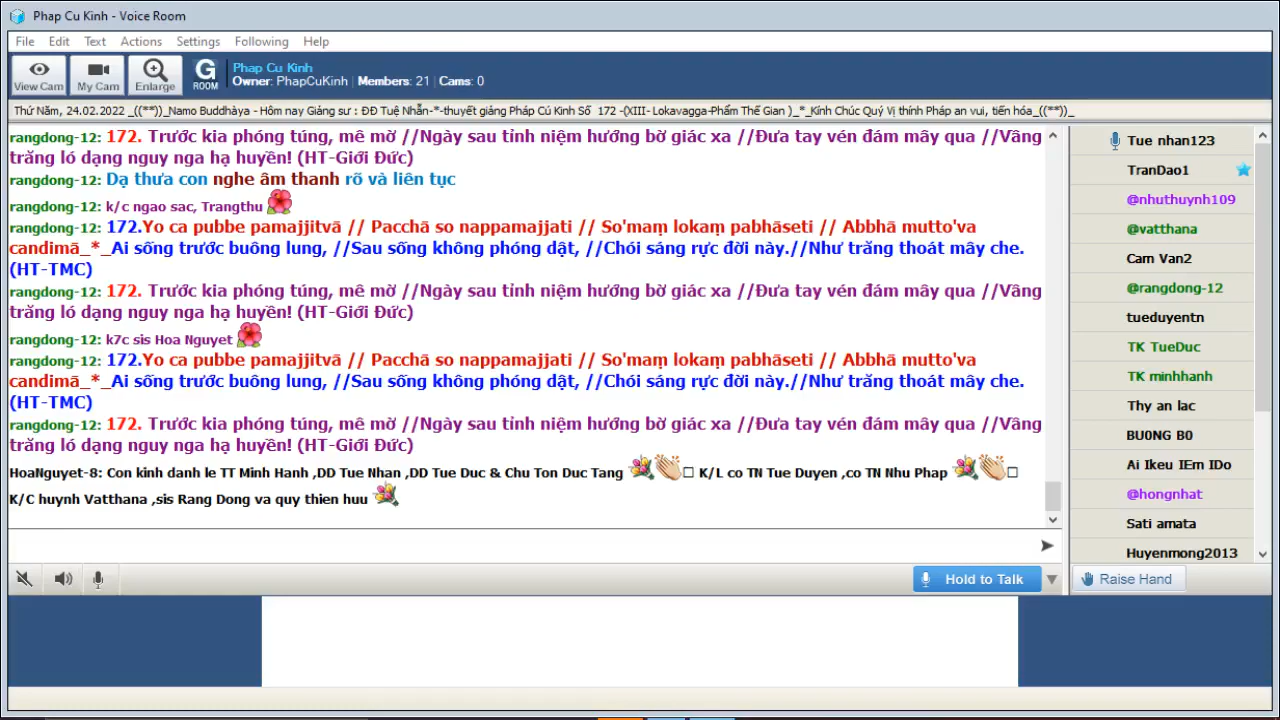 Phap Cu Kinh - Voice Room
File Edit Text Actions Settings Following Help
View Cam My Cam Enlarge G ROOM
Phap Cu Kinh
Owner: PhapCuKinh | Members: 21 | Cams: 0
Thứ Năm, 24.02.2022 _((**))_Namo Buddhàya - Hôm nay Giảng sư : ĐĐ Tuệ Nhẫn-*-thuyết giảng Pháp Cú Kinh Số 172 -(XIII- Lokavagga-Phẩm Thế Gian )_*_Kính Chúc Quý Vị thính Pháp an vui, tiến hóa_((**))_
rangdong-12: 172. Trước kia phóng túng, mê mờ //Ngày sau tỉnh niệm hướng bờ giác xa //Đưa tay vén đám mây qua //Vầng
trăng ló dạng nguy nga hạ huyền! (HT-Giới Đức)
rangdong-12: Dạ thưa con nghe âm thanh rõ và liên tục
rangdong-12: k/c ngao sac, Trangthu
rangdong-12: 172.Yo ca pubbe pamajjitvā // Pacchā so nappamajjati // So'maṃ lokaṃ pabhāseti // Abbhā mutto'va
candimā_*_Ai sống trước buông lung, //Sau sống không phóng dật, //Chói sáng rực đời này.//Như trăng thoát mây che.
(HT-TMC)
rangdong-12: 172. Trước kia phóng túng, mê mờ //Ngày sau tỉnh niệm hướng bờ giác xa //Đưa tay vén đám mây qua //Vầng
trăng ló dạng nguy nga hạ huyền! (HT-Giới Đức)
rangdong-12: k7c sis Hoa Nguyet
rangdong-12: 172.Yo ca pubbe pamajjitvā // Pacchā so nappamajjati // So'maṃ lokaṃ pabhāseti // Abbhā mutto'va
candimā_*_Ai sống trước buông lung, //Sau sống không phóng dật, //Chói sáng rực đời này.//Như trăng thoát mây che.
(HT-TMC)
rangdong-12: 172. Trước kia phóng túng, mê mờ //Ngày sau tỉnh niệm hướng bờ giác xa //Đưa tay vén đám mây qua //Vầng
trăng ló dạng nguy nga hạ huyền! (HT-Giới Đức)
HoaNguyet-8: Con kinh danh le TT Minh Hanh ,DD Tue Nhan ,DD Tue Duc & Chu Ton Duc Tang K/L co TN Tue Duyen ,co TN Nhu Phap
K/C huynh Vatthana ,sis Rang Dong va quy thien huu
Hold to Talk
Tue nhan123
TranDao1
@nhuthuynh109
@vatthana
Cam Van2
@rangdong-12
tueduyentn
TK TueDuc
TK minhhanh
Thy an lac
BU0NG B0
Ai Ikeu IEm IDo
@hongnhat
Sati amata
Huyenmong2013
Raise Hand